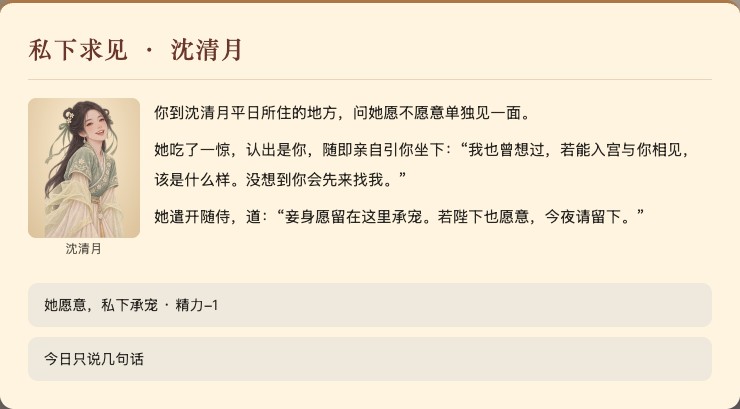 私下求见 · 沈清月
你到沈清月平日所住的地方，问她愿不愿意单独见一面。
她吃了一惊，认出是你，随即亲自引你坐下：“我也曾想过，若能入宫与你相见，
该是什么样。没想到你会先来找我。”
她遣开随侍，道：“妾身愿留在这里承宠。若陛下也愿意，今夜请留下。”
沈清月
她愿意，私下承宠 · 精力−1
今日只说几句话